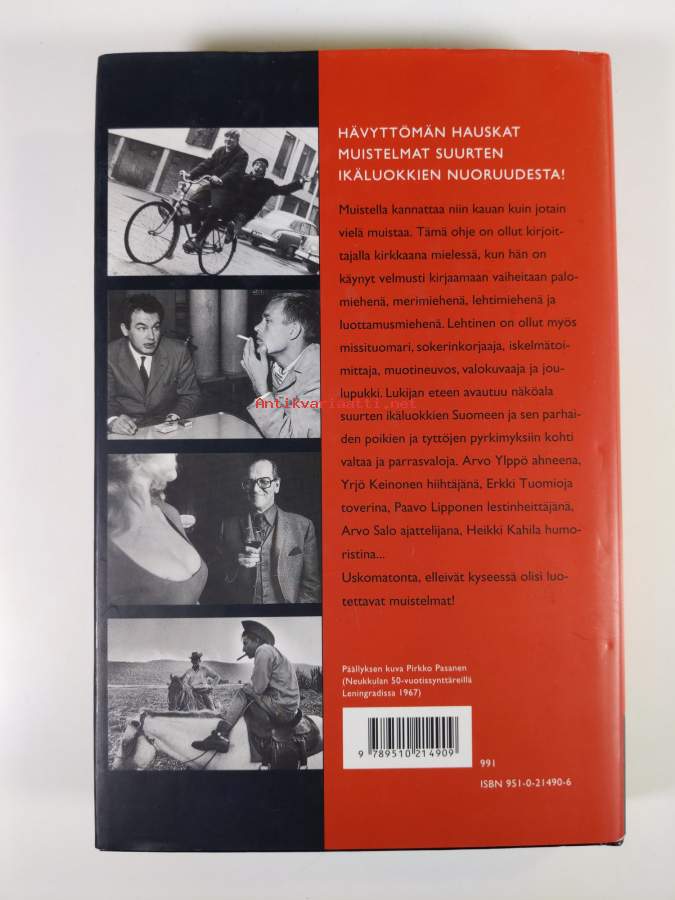 HÄVYTTÖMÄN HAUSKAT
MUISTELMAT SUURTEN
IKÄLUOKKIEN NUORUUDESTA!
Muistella kannattaa niin kauan kuin jotain
vielä muistaa. Tämä ohje on ollut kirjoit-
tajalla kirkkaana mielessä, kun hän on
käynyt velmusti kirjaamaan vaiheitaan palo-
miehenä, merimiehenä, lehtimiehenä ja
luottamusmiehenä. Lehtinen on ollut myös
missituomari, sokerinkorjaaja, iskelmätoi-
mittaja, muotineuvos, valokuvaaja ja jou-
lupukki. Lukijan eteen avautuu näköala
suurten ikäluokkien Suomeen ja sen parhai-
den poikien ja tyttöjen pyrkimyksiin kohti
valtaa ja parrasvaloja. Arvo Ylppö ahneena,
Yrjö Keinonen hiihtäjänä, Erkki Tuomioja
toverina, Paavo Lipponen lestinheittäjänä,
Arvo Salo ajattelijana, Heikki Kahila humo-
ristina...
Uskomatonta, elleivät kyseessä olisi luo-
tettavat muistelmat!
Antikvariaatti.net
Päällyksen kuva Pirkko Pasanen
(Neukkulan 50-vuotissynttäreillä
Leningradissa 1967)
9 789510 214909
991
ISBN 951-0-21490-6